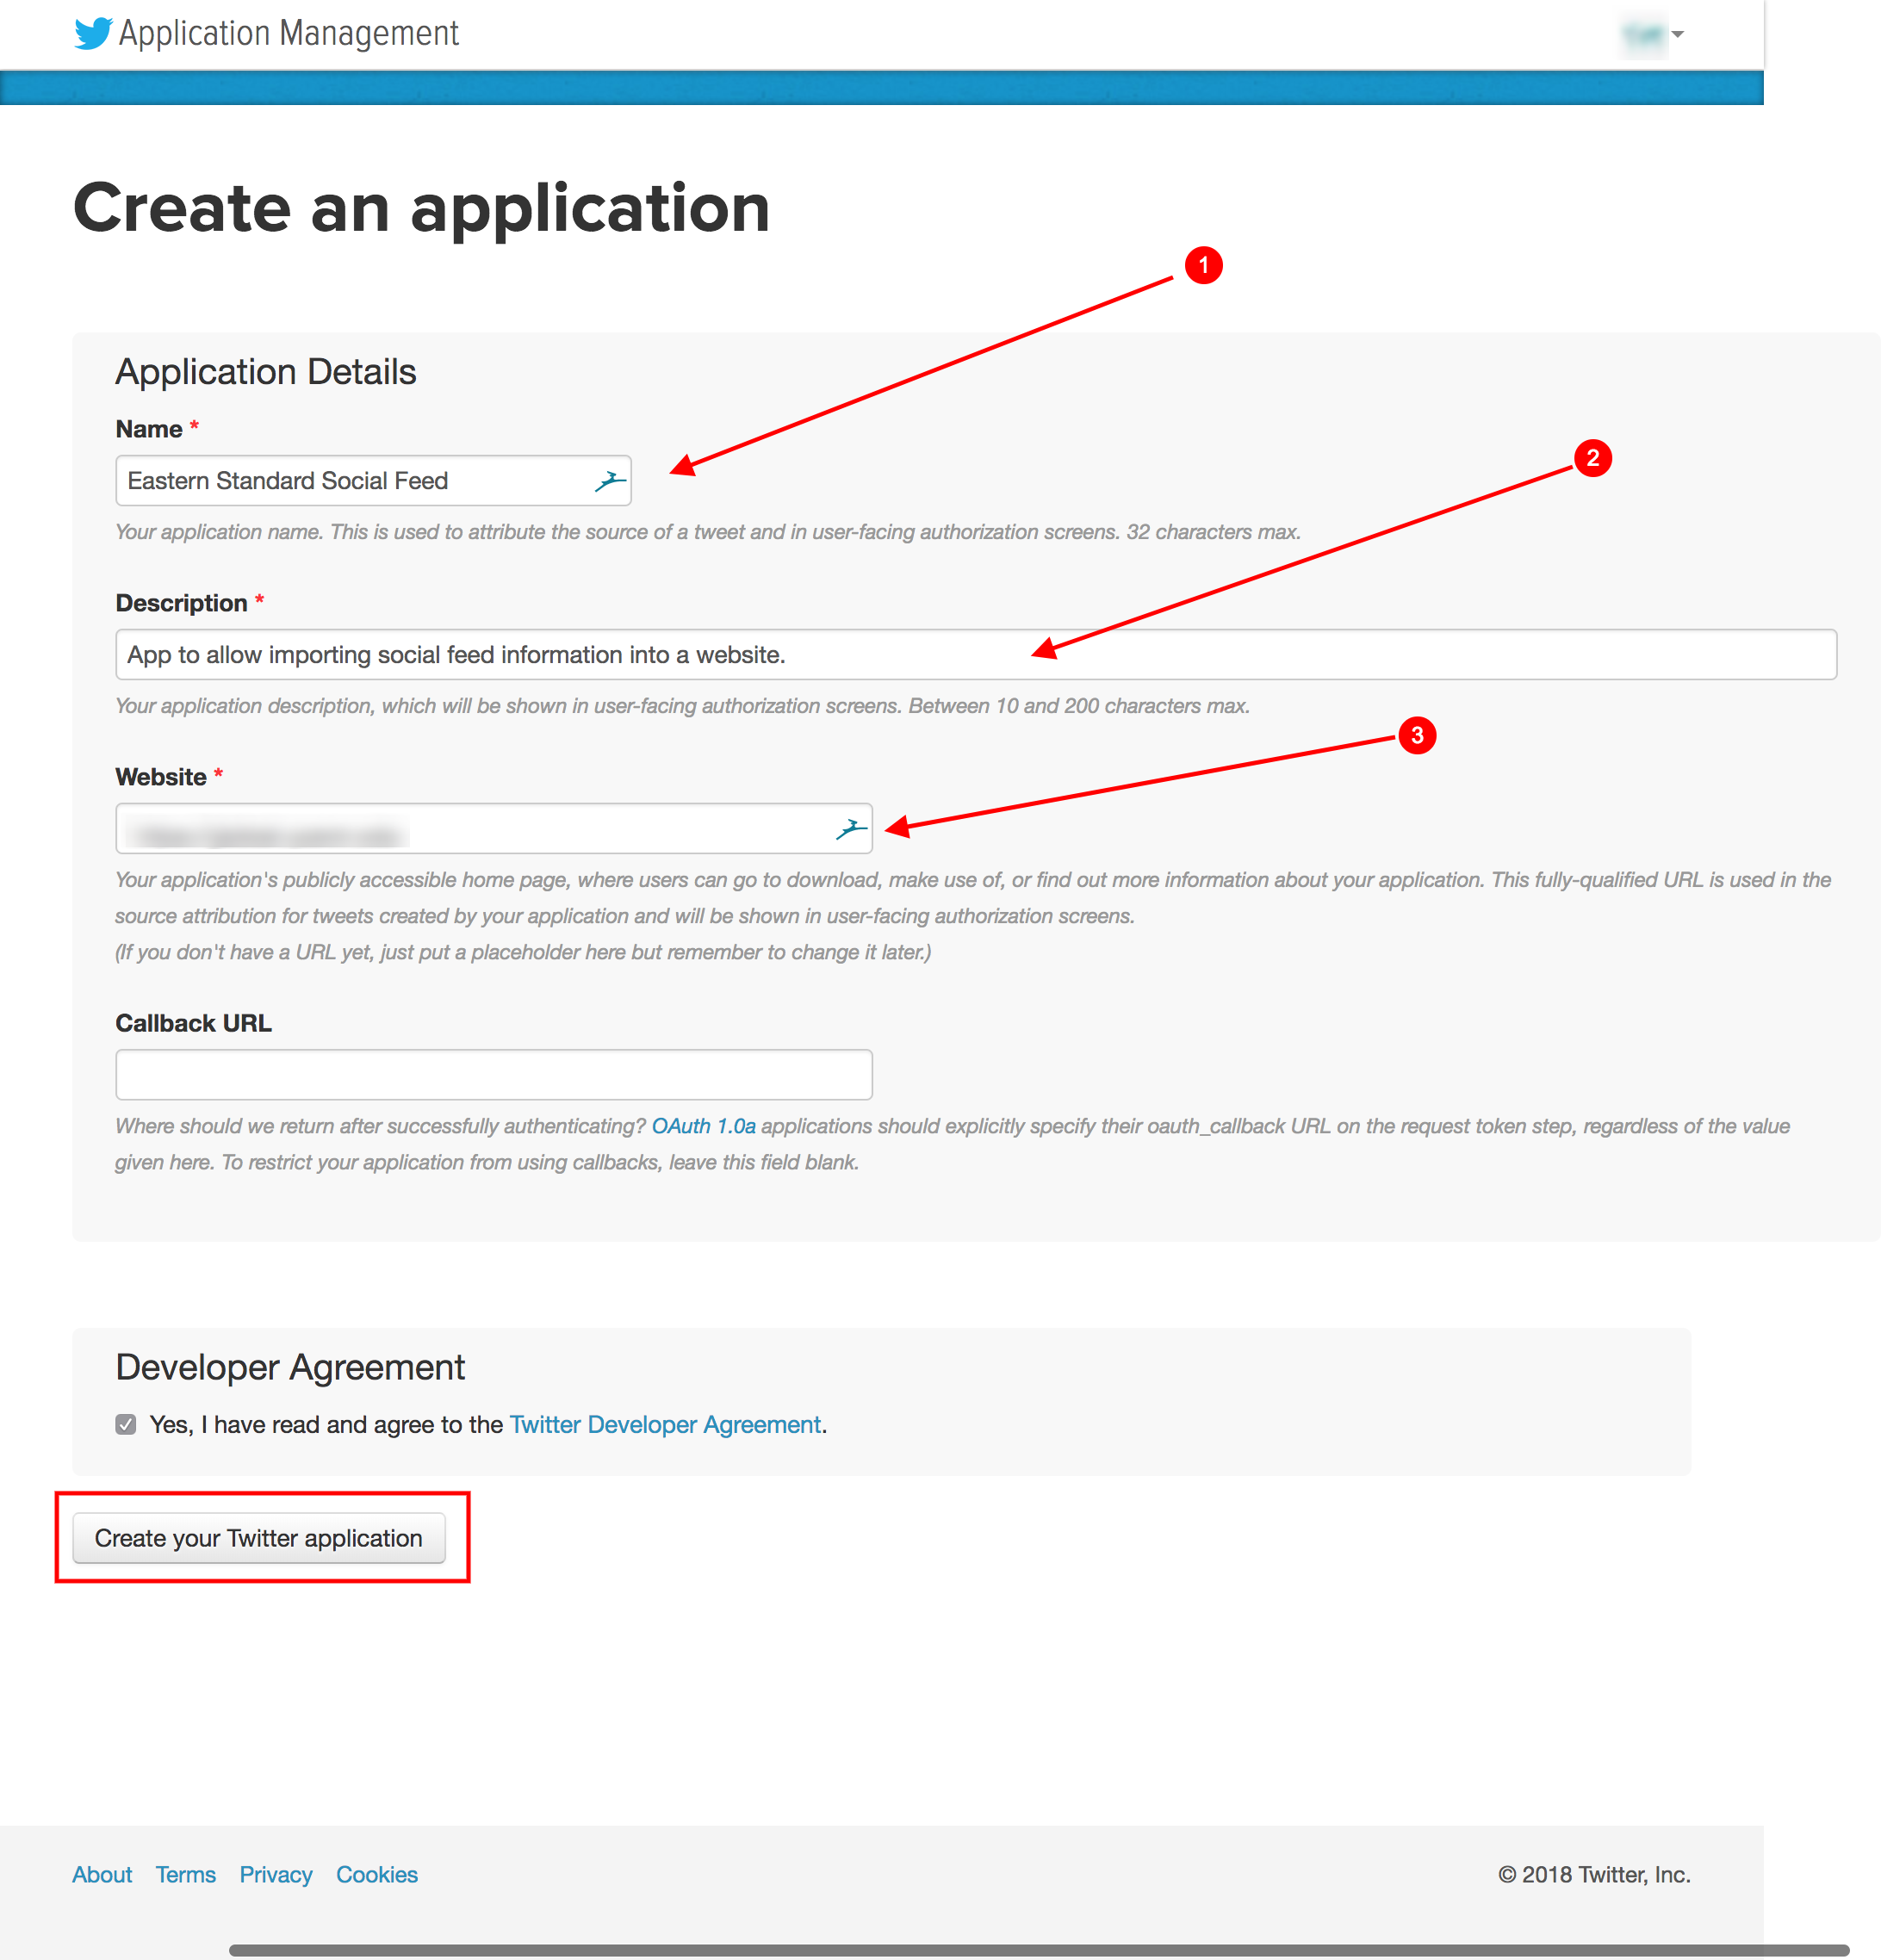 Application Management
Create an application
1
Application Details
Name *
2
Eastern Standard Social Feed
Your application name. This is used to attribute the source of a tweet and in user-facing authorization screens. 32 characters max.
Description *
App to allow importing social feed information into a website.
Your application description, which will be shown in user-facing authorization screens. Between 10 and 200 characters max.
3
Website *
Your application's publicly accessible home page, where users can go to download, make use of, or find out more information about your application. This fully-qualified URL is used in the
source attribution for tweets created by your application and will be shown in user-facing authorization screens.
(If you don't have a URL yet, just put a placeholder here but remember to change it later.)
Callback URL
Where should we return after successfully authenticating? OAuth 1.0a applications should explicitly specify their oauth_callback URL on the request token step, regardless of the value
given here. To restrict your application from using callbacks, leave this field blank.
Developer Agreement
Yes, I have read and agree to the Twitter Developer Agreement.
Create your Twitter application
About Terms Privacy Cookies © 2018 Twitter, Inc.